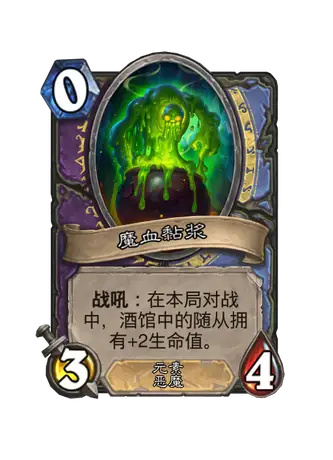 0
魔血黏浆
战吼：在本局对战
中，酒馆中的随从拥
有+2生命值。
3
元素
恶魔
4